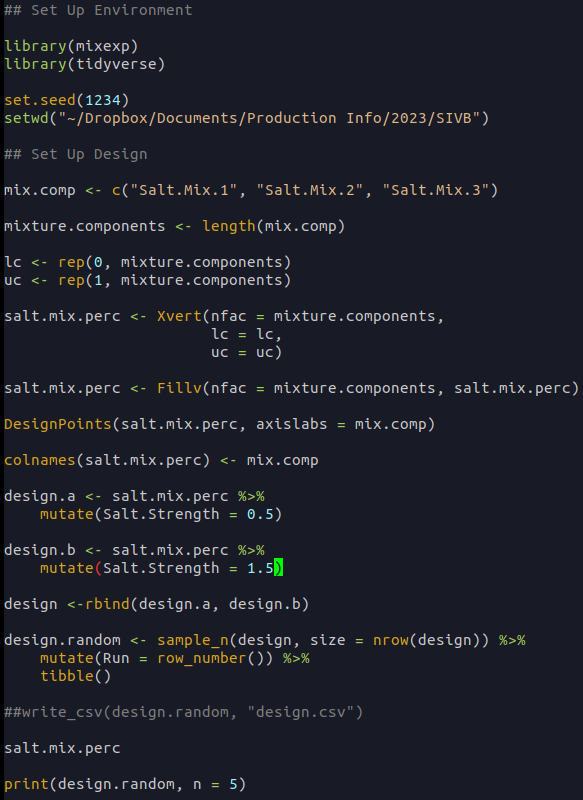 ## Set Up Environment
library(mixexp)
library(tidyverse)
set.seed(1234)
setwd("~/Dropbox/Documents/Production Info/2023/SIVB")
## Set Up Design
mix.comp <- c("Salt.Mix.1", "Salt.Mix.2", "Salt.Mix.3")
mixture.components <- length(mix.comp)
lc <- rep(0, mixture.components)
uc <- rep(1, mixture.components)
salt.mix.perc <- Xvert(nfac = mixture.components,
                       lc = lc,
                       uc = uc)
salt.mix.perc <- Fillv(nfac = mixture.components, salt.mix.perc)
DesignPoints(salt.mix.perc, axislabs = mix.comp)
colnames(salt.mix.perc) <- mix.comp
design.a <- salt.mix.perc %>%
    mutate(Salt.Strength = 0.5)
design.b <- salt.mix.perc %>%
    mutate(Salt.Strength = 1.5)
design <-rbind(design.a, design.b)
design.random <- sample_n(design, size = nrow(design)) %>%
    mutate(Run = row_number()) %>%
    tibble()
##write_csv(design.random, "design.csv")
salt.mix.perc
print(design.random, n = 5)